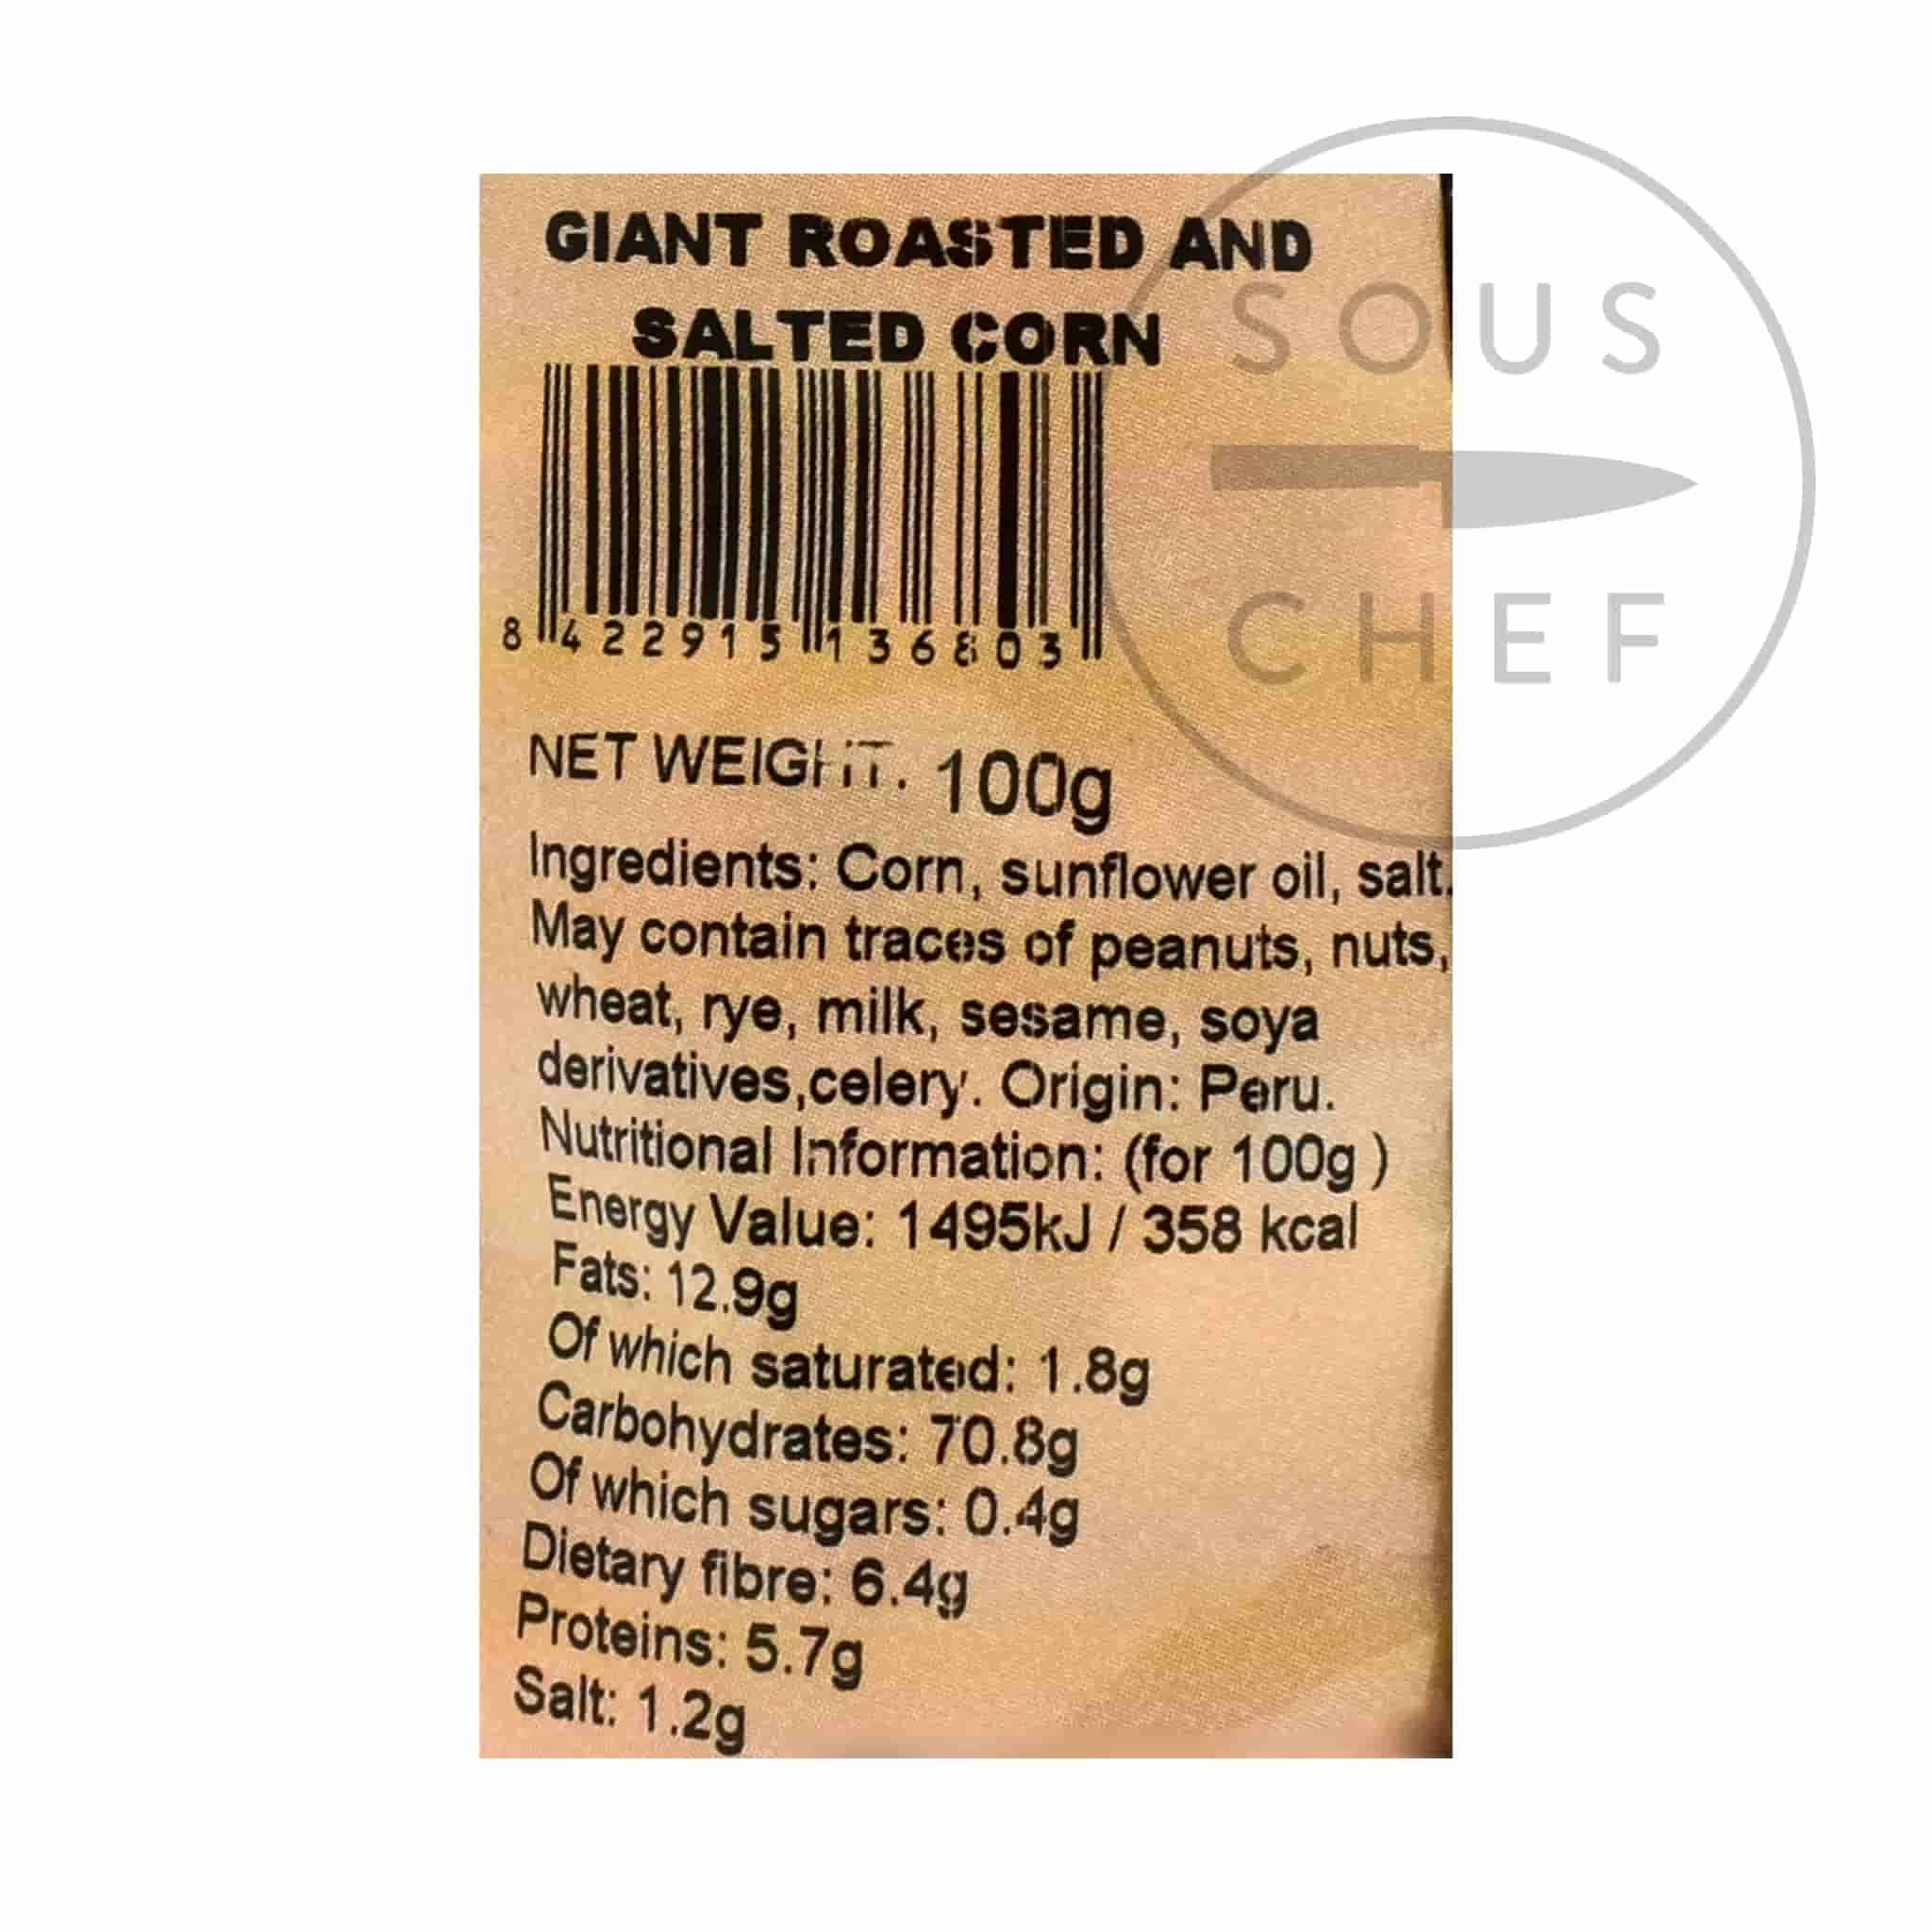 GIANT ROASTED AND
SALTED CORN
8 422915 136803
NET WEIGHT. 100g
Ingredients: Corn, sunflower oil, salt.
May contain traces of peanuts, nuts,
wheat, rye, milk, sesame, soya
derivatives,celery. Origin: Peru.
Nutritional Information: (for 100g )
Energy Value: 1495kJ / 358 kcal
Fats: 12.9g
Of which saturated: 1.8g
Carbohydrates: 70.8g
Of which sugars: 0.4g
Dietary fibre: 6.4g
Proteins: 5.7g
Salt: 1.2g
SOUS
CHEF